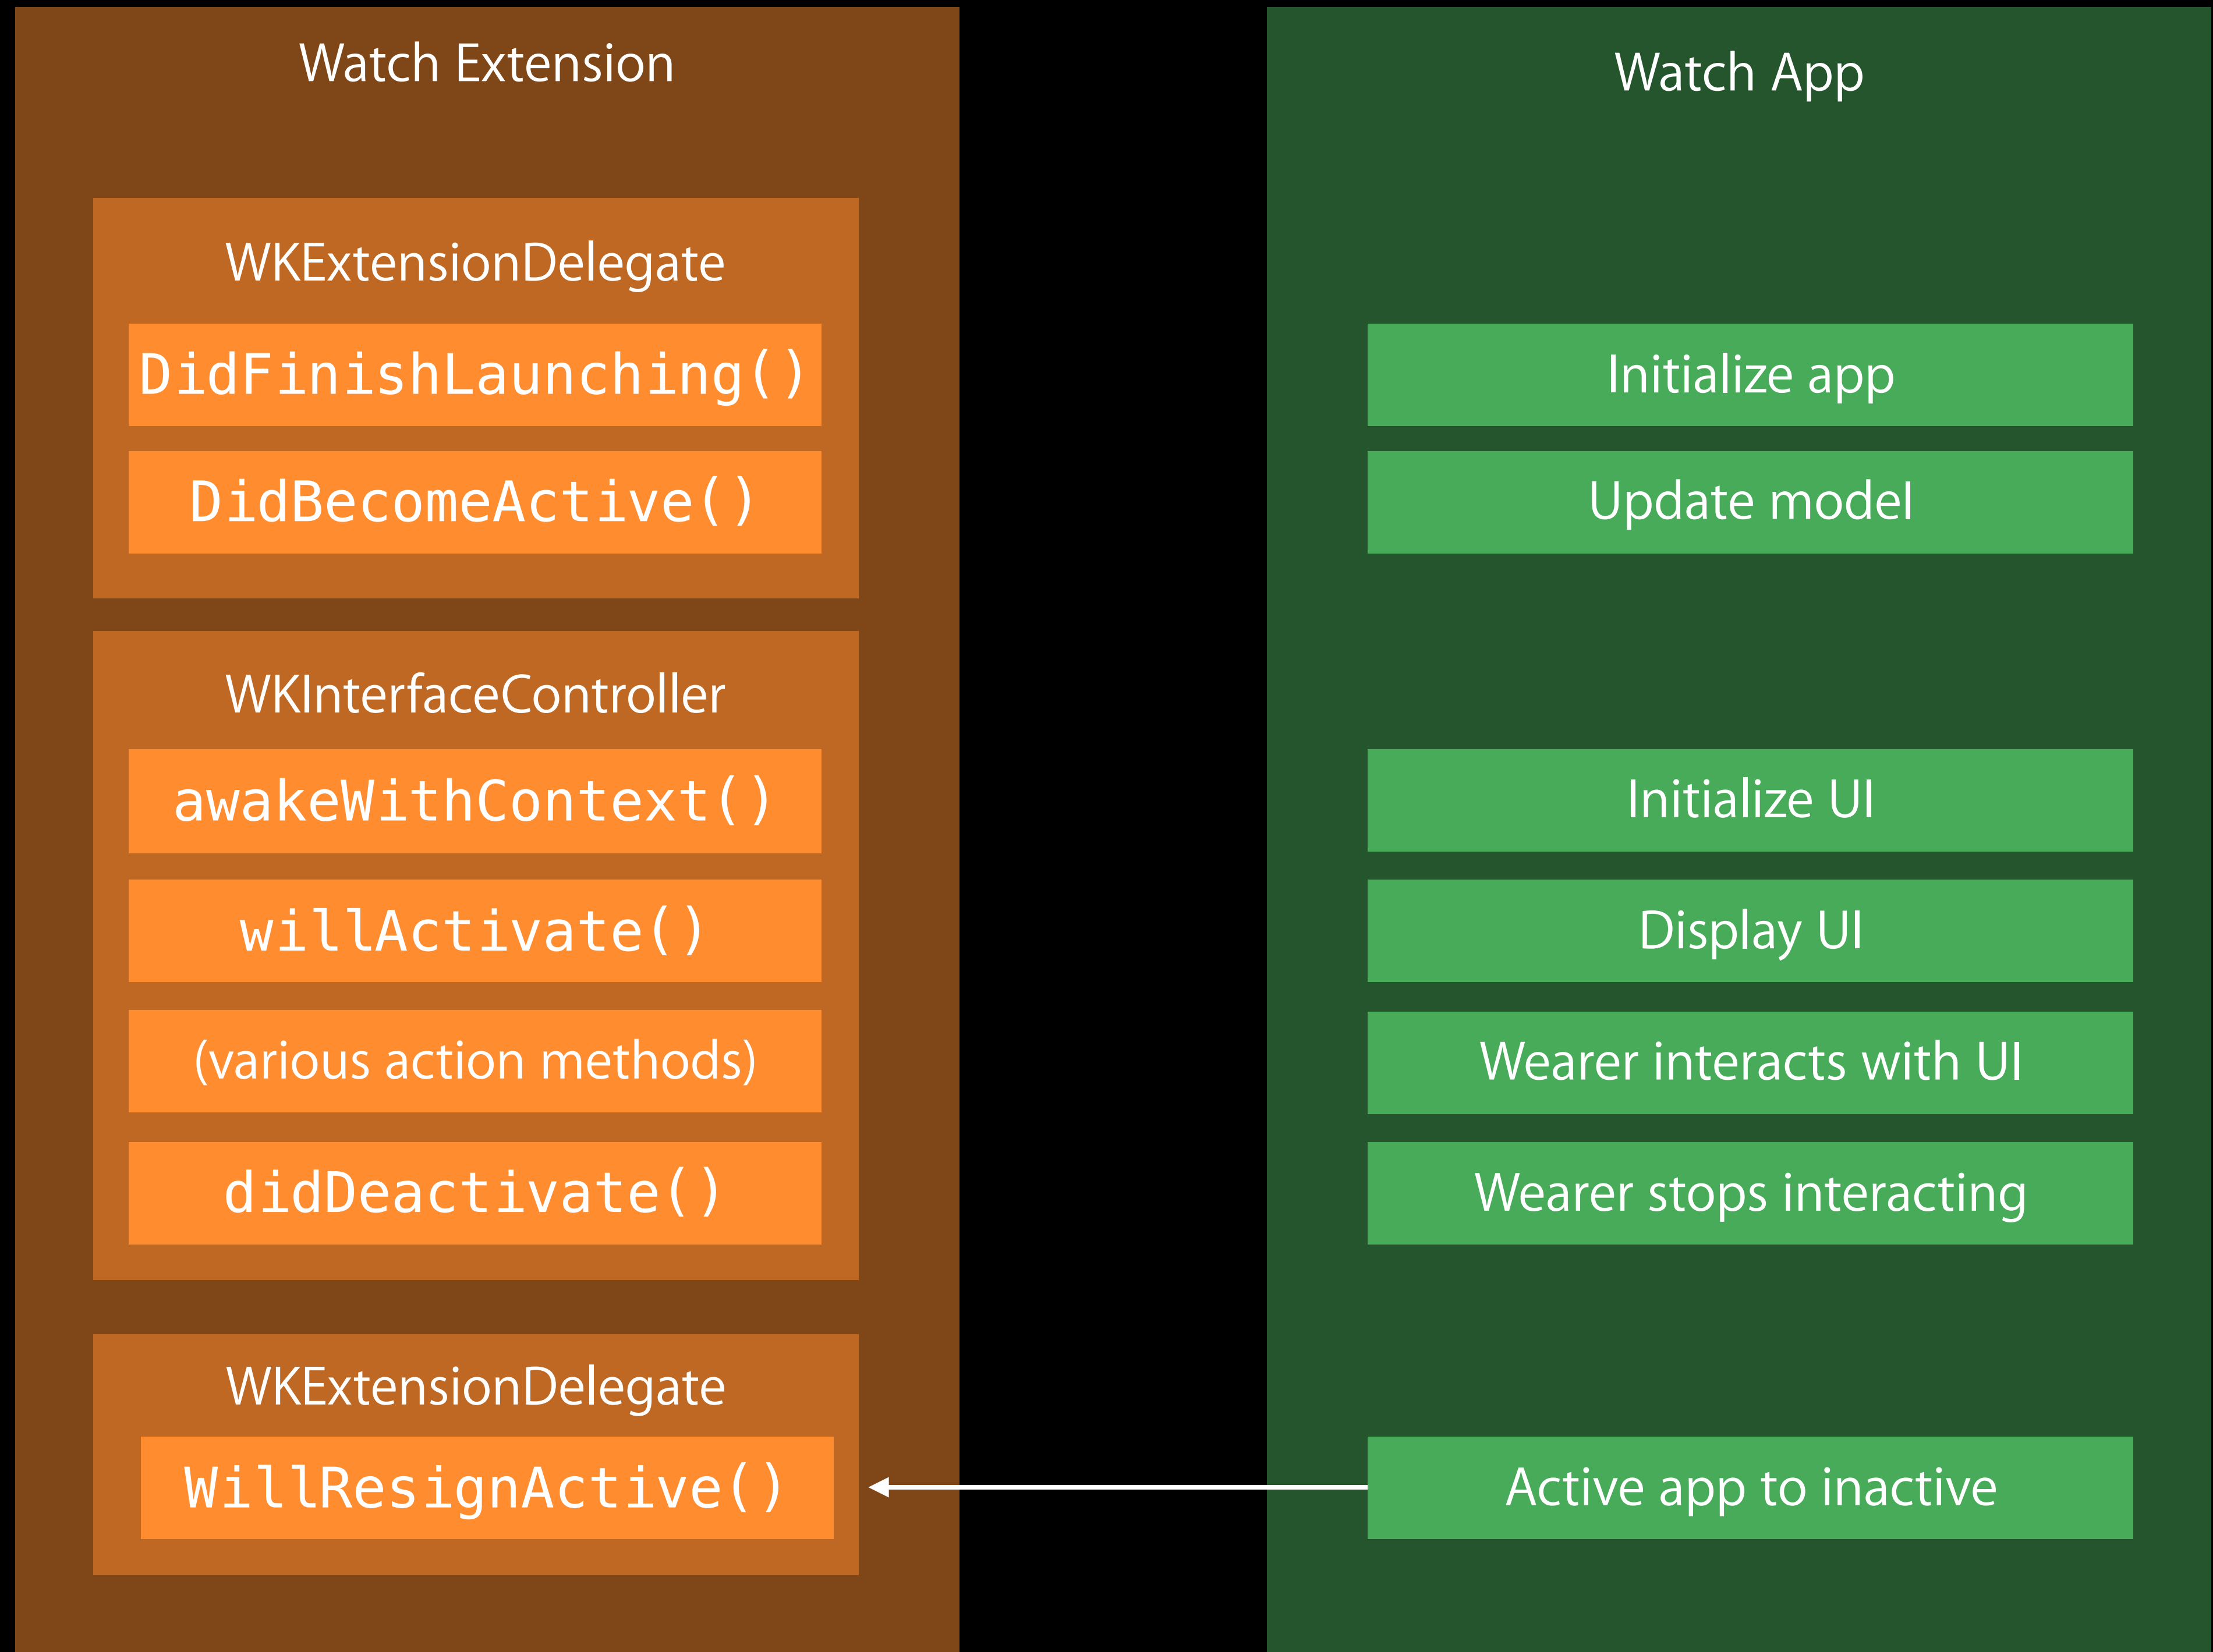 Watch Extension
WKExtensionDelegate
DidFinishLaunching()
DidBecomeActive()
WKInterfaceController
awakeWithContext()
willActivate()
(various action methods)
didDeactivate()
WKExtensionDelegate
WillResignActive()
Watch App
Initialize app
Update model
Initialize UI
Display UI
Wearer interacts with UI
Wearer stops interacting
Active app to inactive